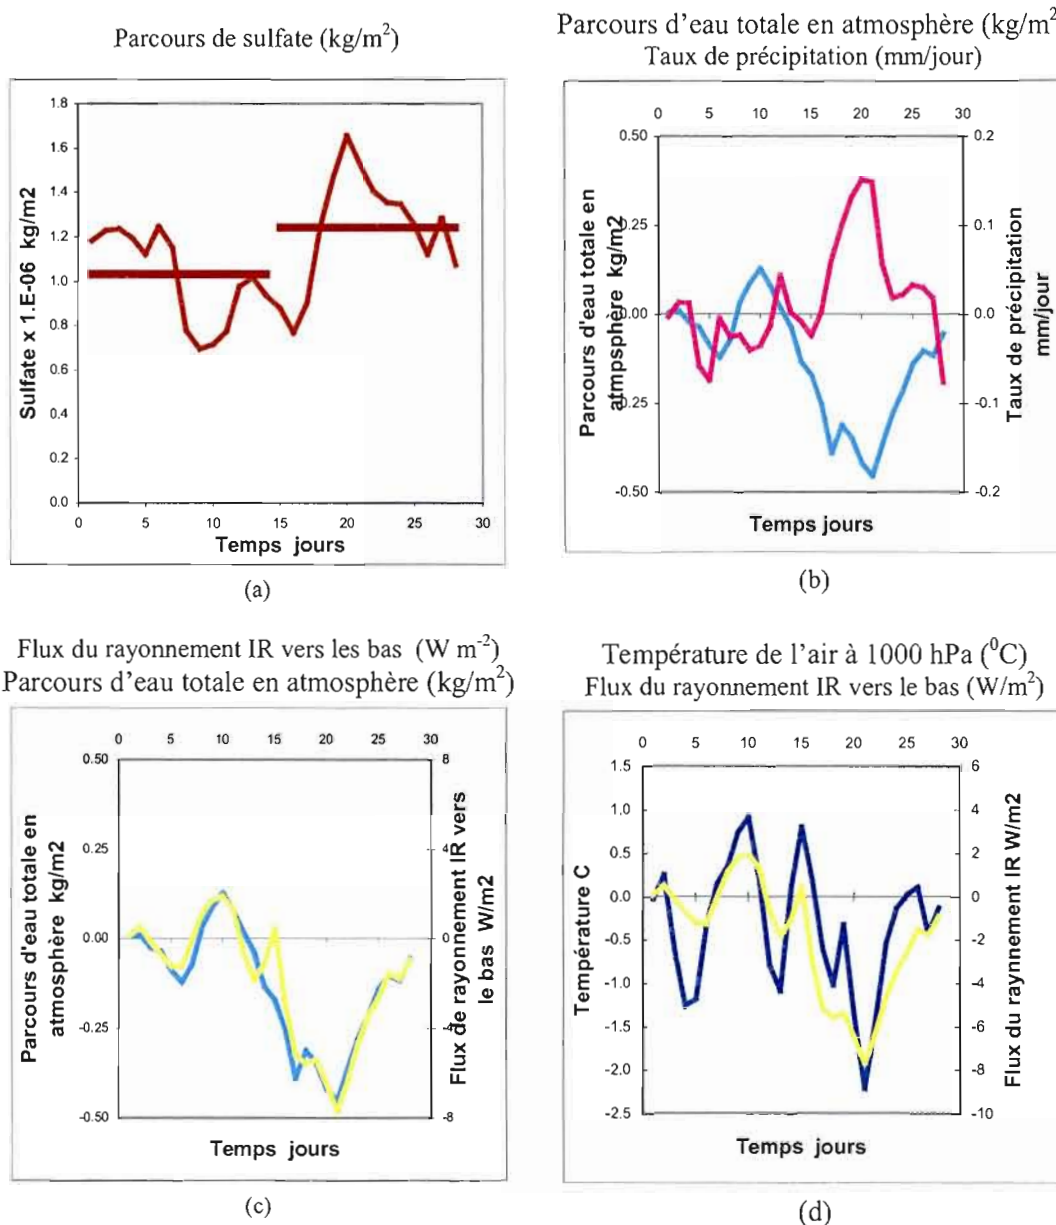 Parcours de sulfate (kg/m²)
1.8
1.6
1.4
1.2
1.0
0.8
0.6
0.4
0.2
0.0
Sulfate x 1.E-06 kg/m2
0 5 10 15 20 25 30
Temps jours
(a)
Parcours d'eau totale en atmosphère (kg/m²
Taux de précipitation (mm/jour)
0 5 10 15 20 25 30
0.50
0.25
0.00
0.25
-0.50
Parcours d'eau totale en
atmpsphère kg/m2
0.2
0.1
0.0
-0.1
-0.2
Taux de précipitation
mm/jour
Temps jours
(b)
Flux du rayonnement IR vers les bas (W m⁻²)
Parcours d'eau totale en atmosphère (kg/m²)
0 5 10 15 20 25 30
0.50
0.25
0.00
-0.25
-0.50
Parcours d'eau totale en
atmosphère kg/m2
8
4
0
-4
-8
Flux de rayonnement IR vers
le bas W/m2
Temps jours
(c)
Température de l'air à 1000 hPa (⁰C)
Flux du rayonnement IR vers le bas (W/m²)
0 5 10 15 20 25 30
1.5
1.0
0.5
0.0
-0.5
-1.0
-1.5
-2.0
-2.5
Température C
6
4
2
0
-2
-4
-6
-8
-10
Flux du raynnement IR W/m2
Temps jours
(d)